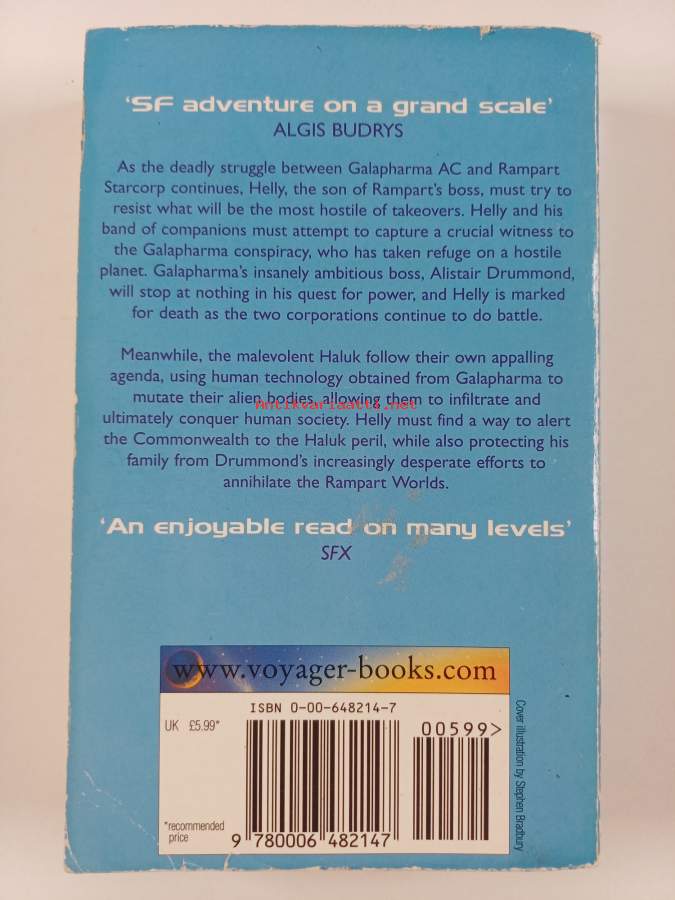 ‘SF adventure on a grand scale’
ALGIS BUDRYS
As the deadly struggle between Galapharma AC and Rampart
Starcorp continues, Helly, the son of Rampart’s boss, must try to
resist what will be the most hostile of takeovers. Helly and his
band of companions must attempt to capture a crucial witness to
the Galapharma conspiracy, who has taken refuge on a hostile
planet. Galapharma’s insanely ambitious boss, Alistair Drummond,
will stop at nothing in his quest for power, and Helly is marked
for death as the two corporations continue to do battle.
Meanwhile, the malevolent Haluk follow their own appalling
agenda, using human technology obtained from Galapharma to
mutate their alien bodies, allowing them to infiltrate and
antikvariaatti.net
ultimately conquer human society. Helly must find a way to alert
the Commonwealth to the Haluk peril, while also protecting his
family from Drummond’s increasingly desperate efforts to
annihilate the Rampart Worlds.
‘An enjoyable read on many levels’
SFX
www.voyager-books.com
ISBN 0-00-648214-7
UK £5.99*
00599>
*recommended
price
9 780006 482147
Cover illustration by Stephen Bradbury